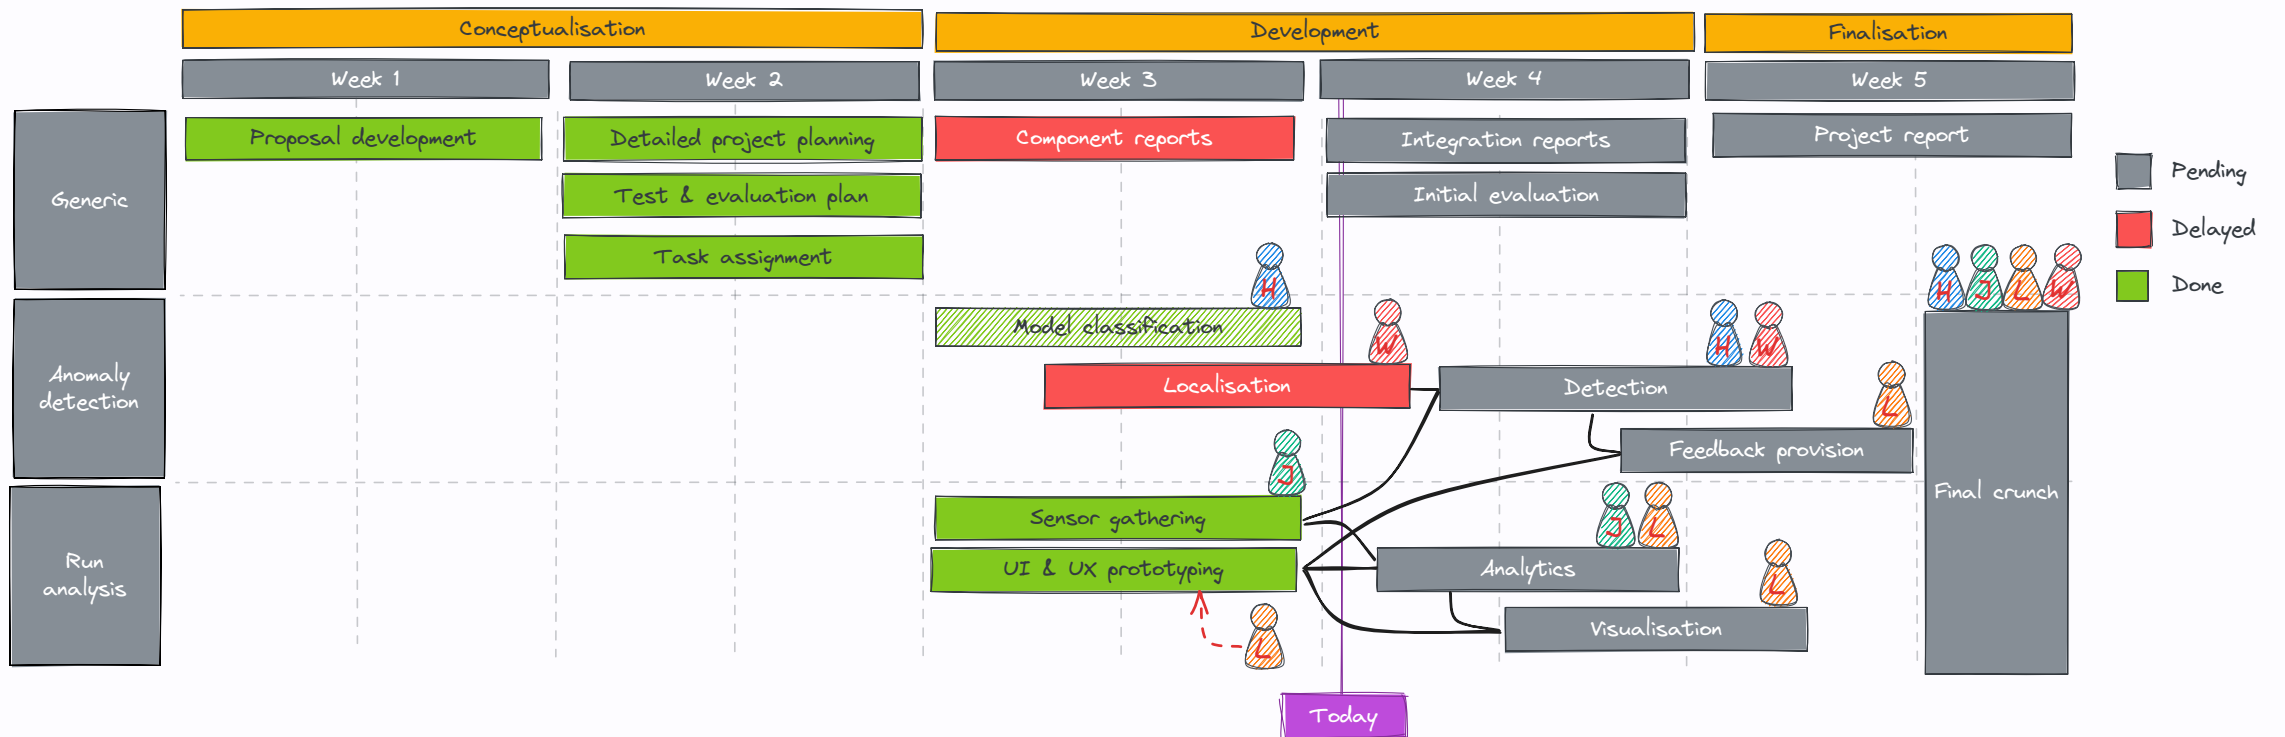 Conceptualisation
Development
Finalisation
Week 1
Week 2
Week 3
Week 4
Week 5
Generic
Proposal development
Detailed project planning
Component reports
Integration reports
Project report
Test & evaluation plan
Initial evaluation
Task assignment
Pending
Delayed
Done
H
H
J
L
W
Anomaly
detection
Model classification
W
H
W
Localisation
Detection
L
Feedback provision
J
Final crunch
Run
analysis
Sensor gathering
J
L
UI & UX prototyping
Analytics
L
L
Visualisation
Today